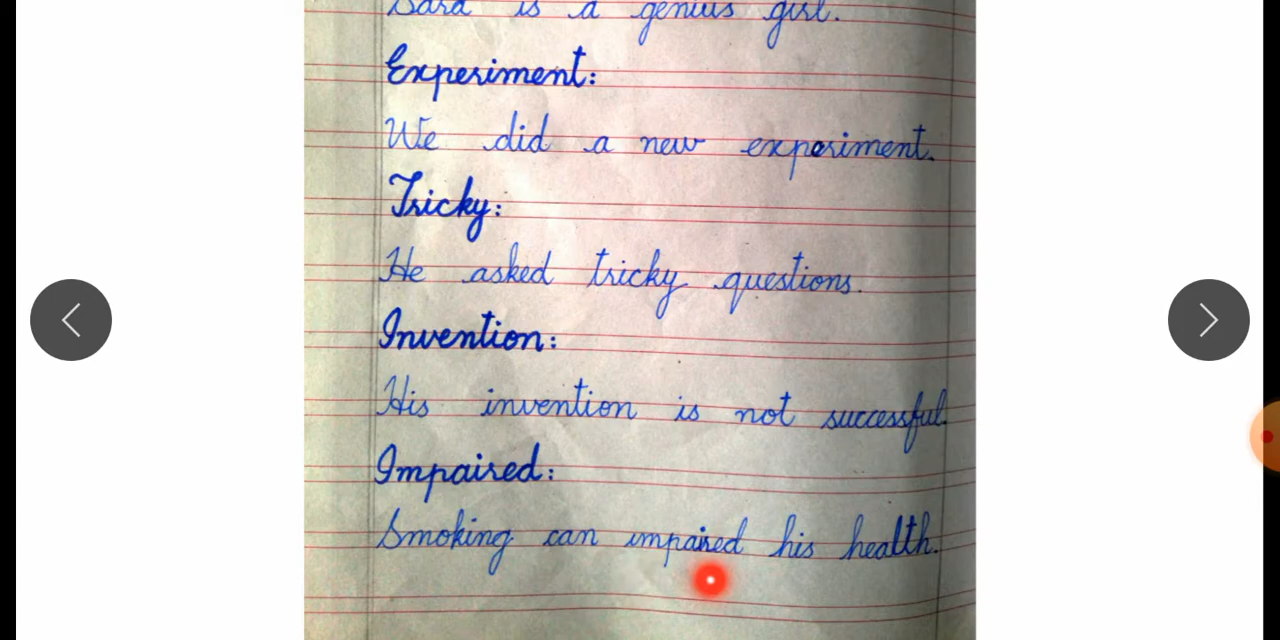 Sara is a genius girl.
Experiment:
We did a new experiment.
Tricky:
He asked tricky questions.
Invention:
His invention is not successful.
Impaired:
Smoking can impaired his health.